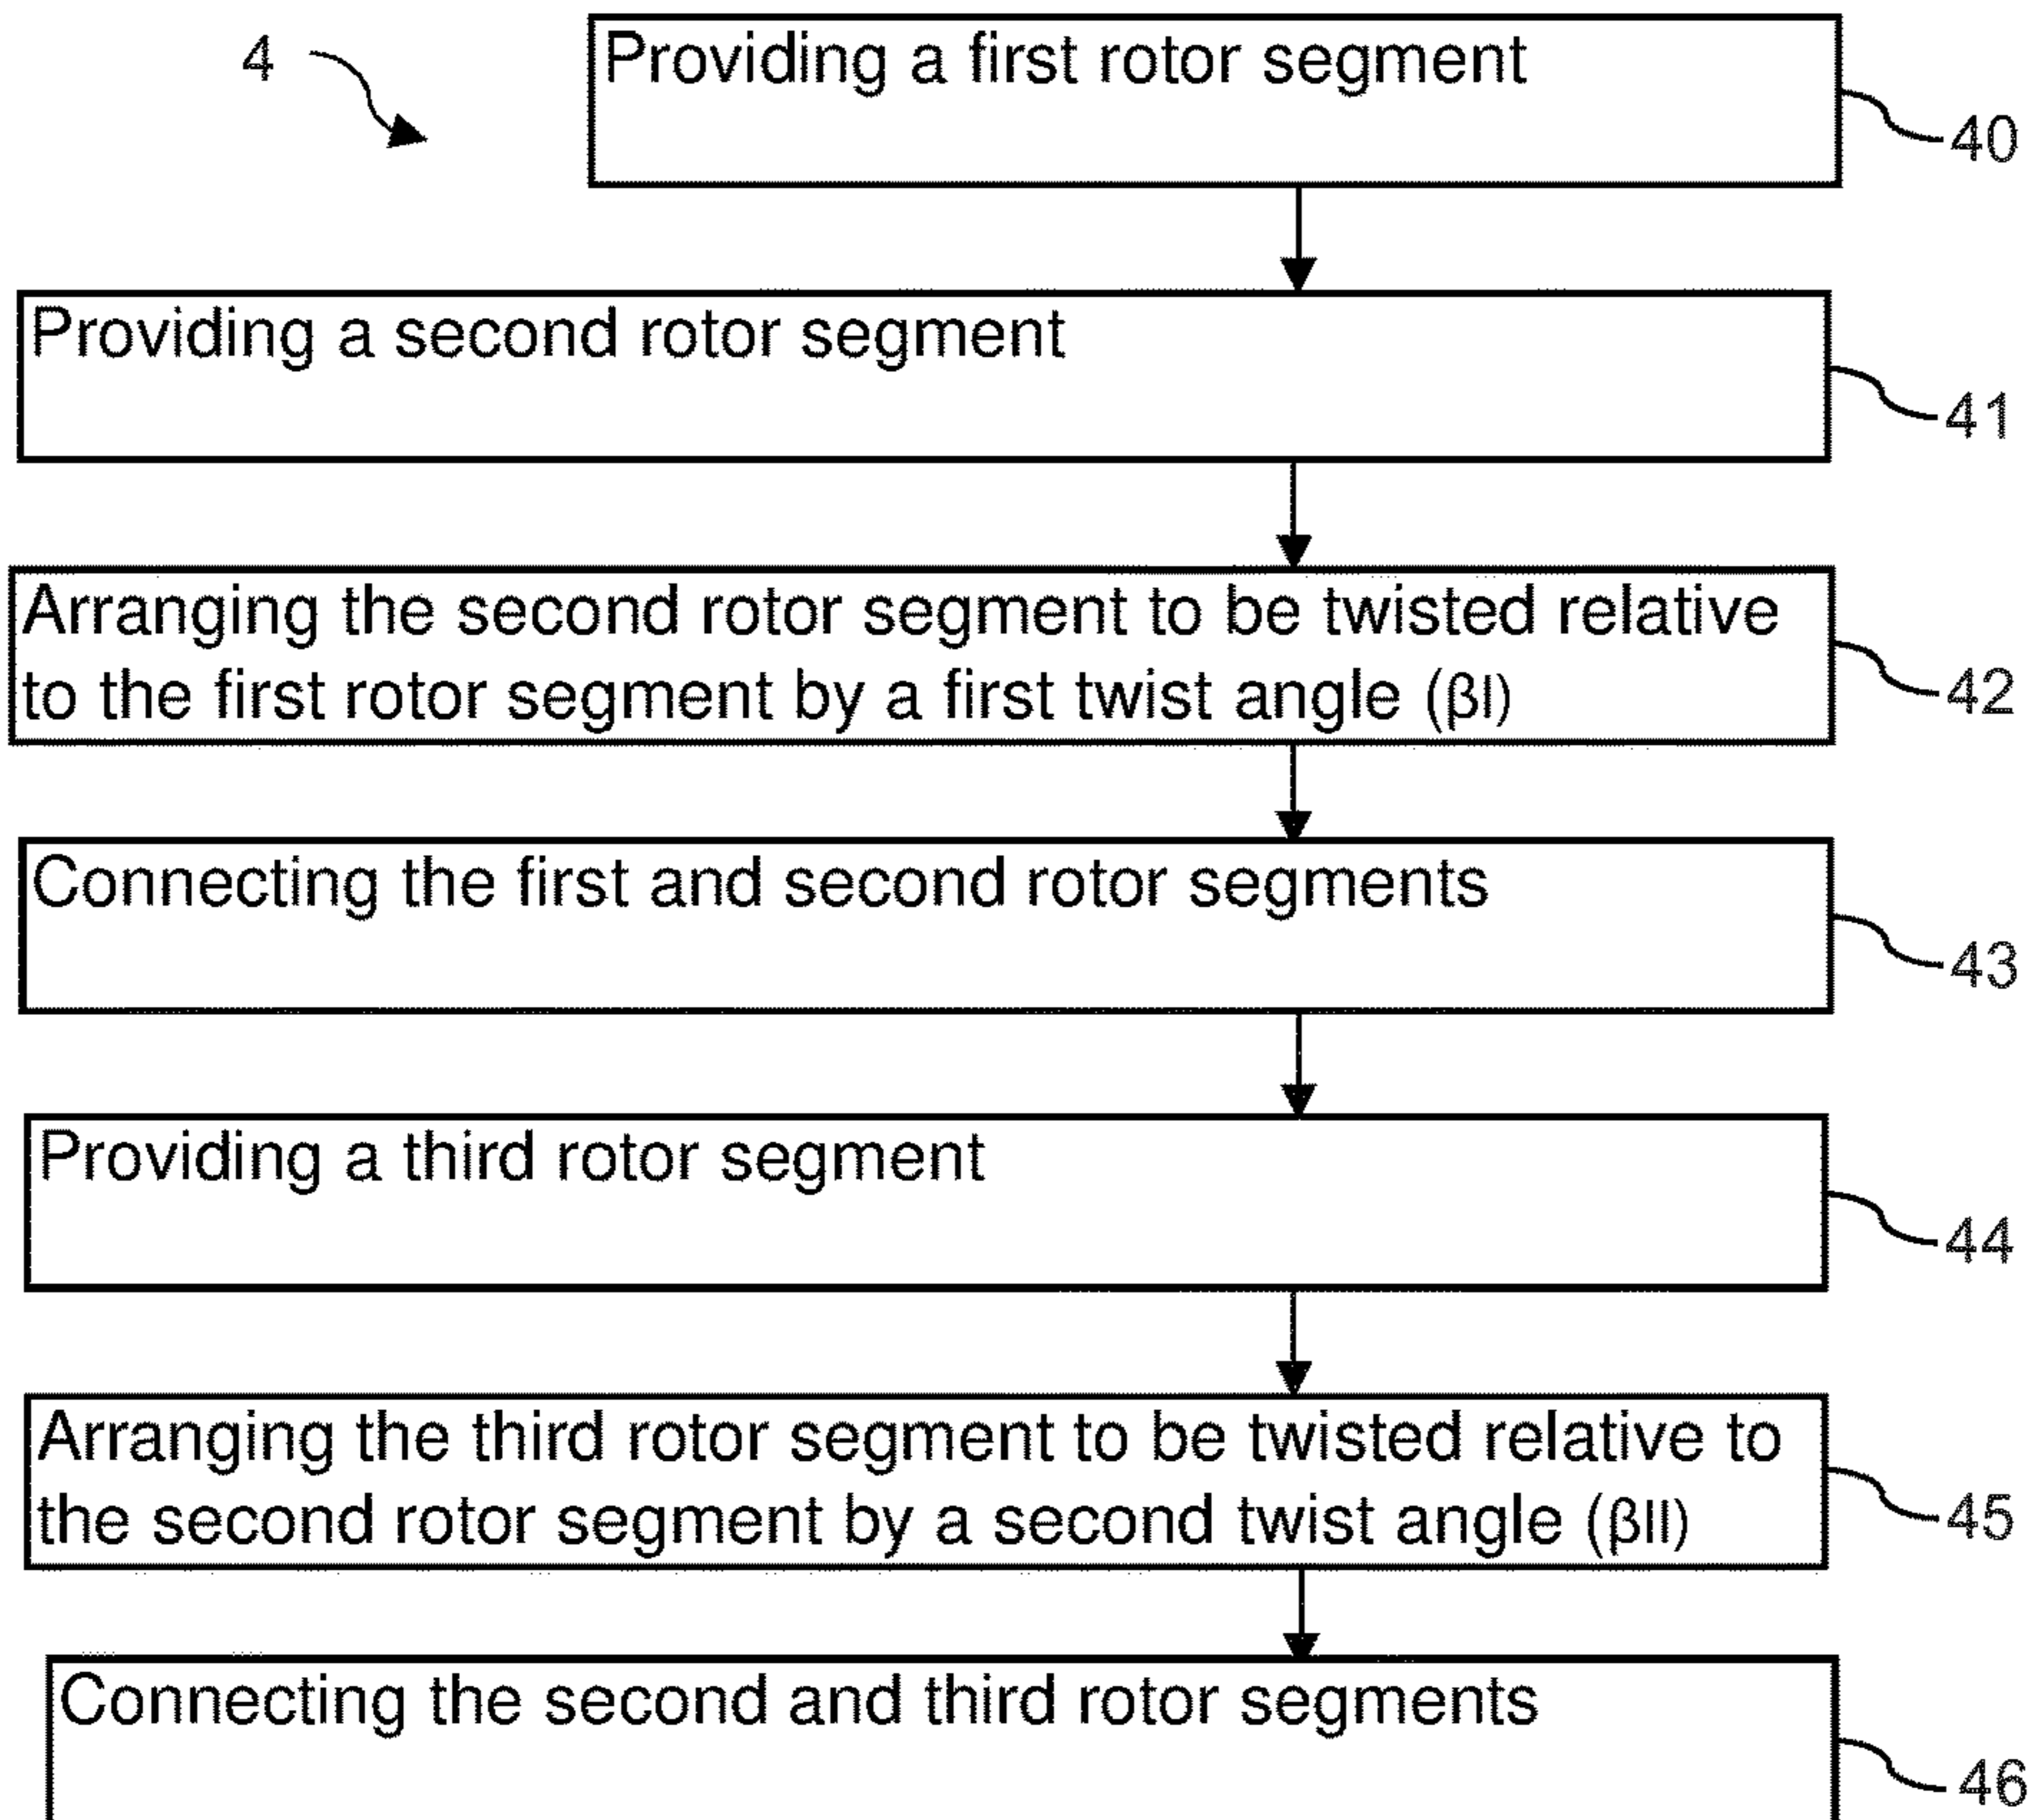 4
Providing a first rotor segment
40
Providing a second rotor segment
41
Arranging the second rotor segment to be twisted relative
to the first rotor segment by a first twist angle (βI)
42
Connecting the first and second rotor segments
43
Providing a third rotor segment
44
Arranging the third rotor segment to be twisted relative to
the second rotor segment by a second twist angle (βII)
45
Connecting the second and third rotor segments
46